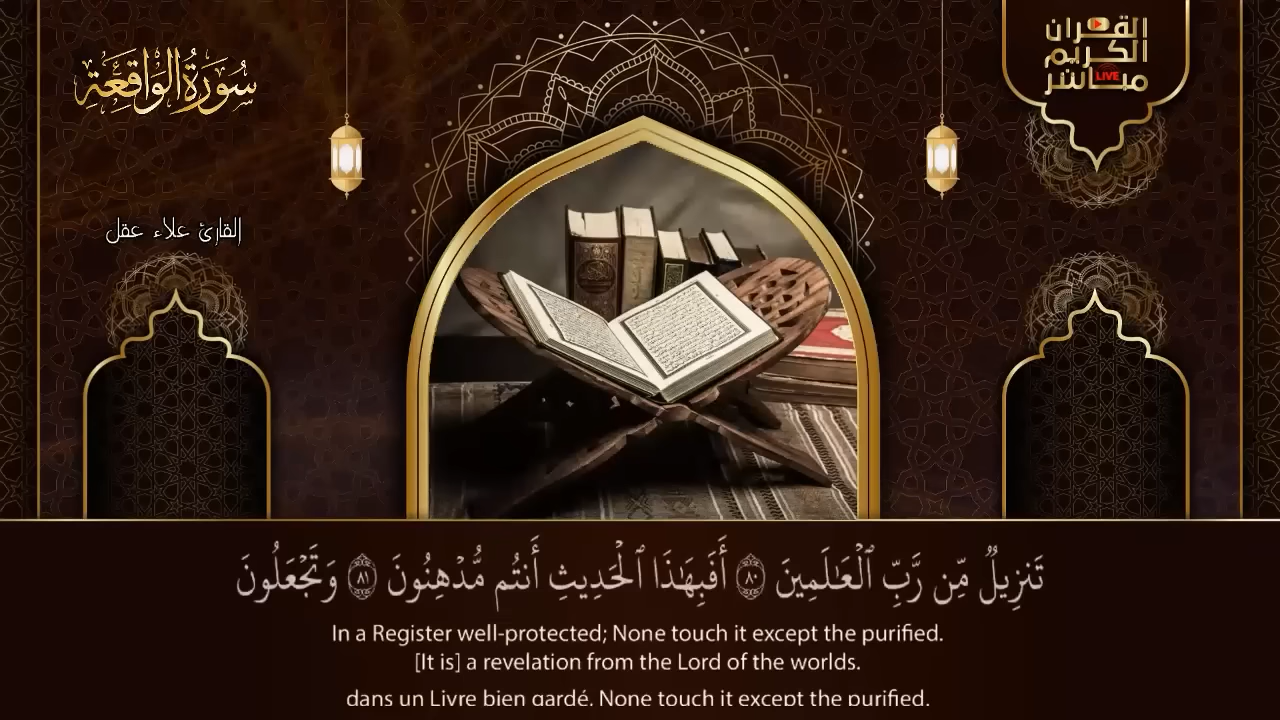 سُورَةُ الْوَاقِعَة
القرآن
الكريم
مباشر
LIVE
القارئ علاء عقل
تَنزِيلٌ مِّن رَّبِّ ٱلْعَـٰلَمِينَ ٨٠ أَفَبِهَـٰذَا ٱلْحَدِيثِ أَنتُم مُّدْهِنُونَ ٨١ وَتَجْعَلُونَ
In a Register well-protected; None touch it except the purified.
[It is] a revelation from the Lord of the worlds.
dans un Livre bien gardé. None touch it except the purified.